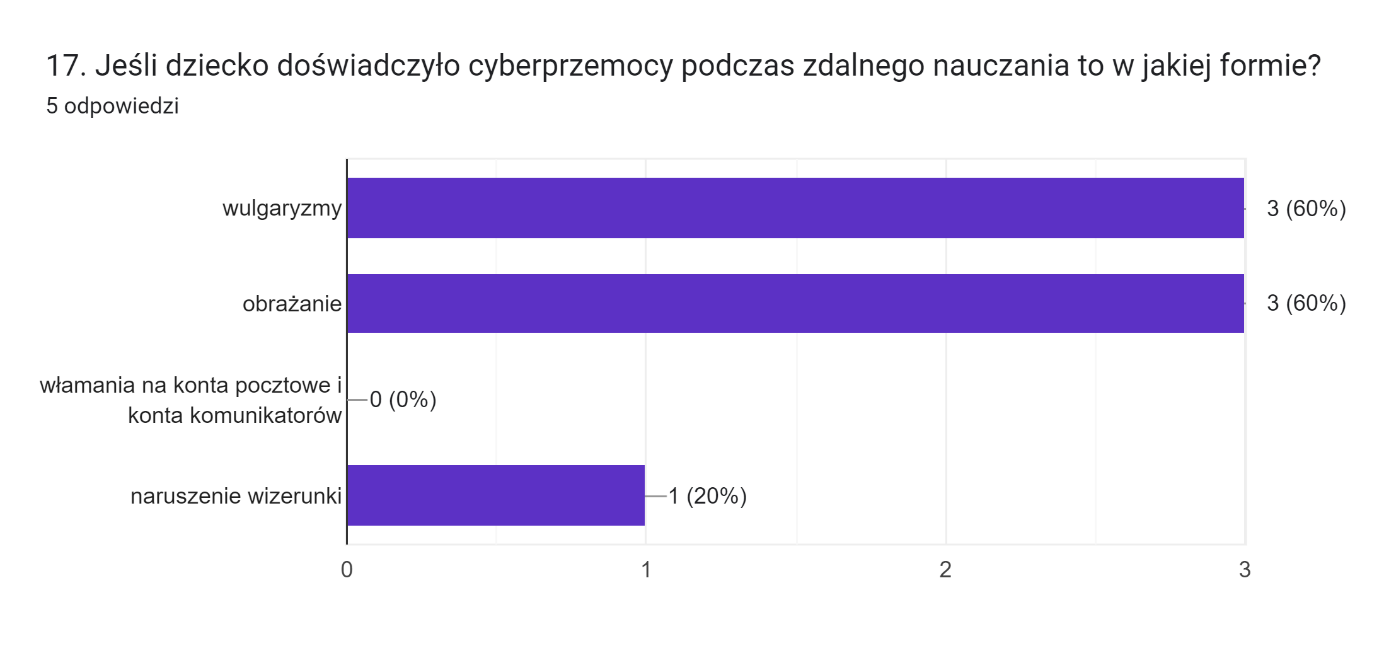 17. Jeśli dziecko doświadczyło cyberprzemocy podczas zdalnego nauczania to w jakiej formie?
5 odpowiedzi
wulgaryzmy
3 (60%)
obrażanie
3 (60%)
włamania na konta pocztowe i
konta komunikatorów
0 (0%)
naruszenie wizerunki
1 (20%)
0 1 2 3